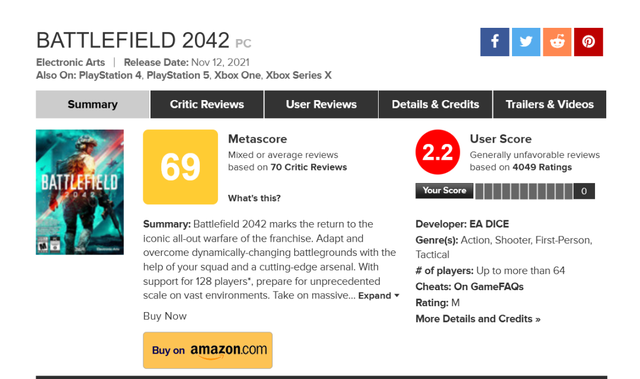 BATTLEFIELD 2042 PC
Electronic Arts | Release Date: Nov 12, 2021
Also On: PlayStation 4, PlayStation 5, Xbox One, Xbox Series X
Summary Critic Reviews User Reviews Details & Credits Trailers & Videos
BATTLEFIELD
2042
69
Metascore
Mixed or average reviews
based on 70 Critic Reviews
What's this?
Summary: Battlefield 2042 marks the return to the
iconic all-out warfare of the franchise. Adapt and
overcome dynamically-changing battlegrounds with the
help of your squad and a cutting-edge arsenal. With
support for 128 players*, prepare for unprecedented
scale on vast environments. Take on massive... Expand
Buy Now
Buy on amazon.com
2.2
User Score
Generally unfavorable reviews
based on 4049 Ratings
Your Score 0
Developer: EA DICE
Genre(s): Action, Shooter, First-Person,
Tactical
# of players: Up to more than 64
Cheats: On GameFAQs
Rating: M
More Details and Credits »